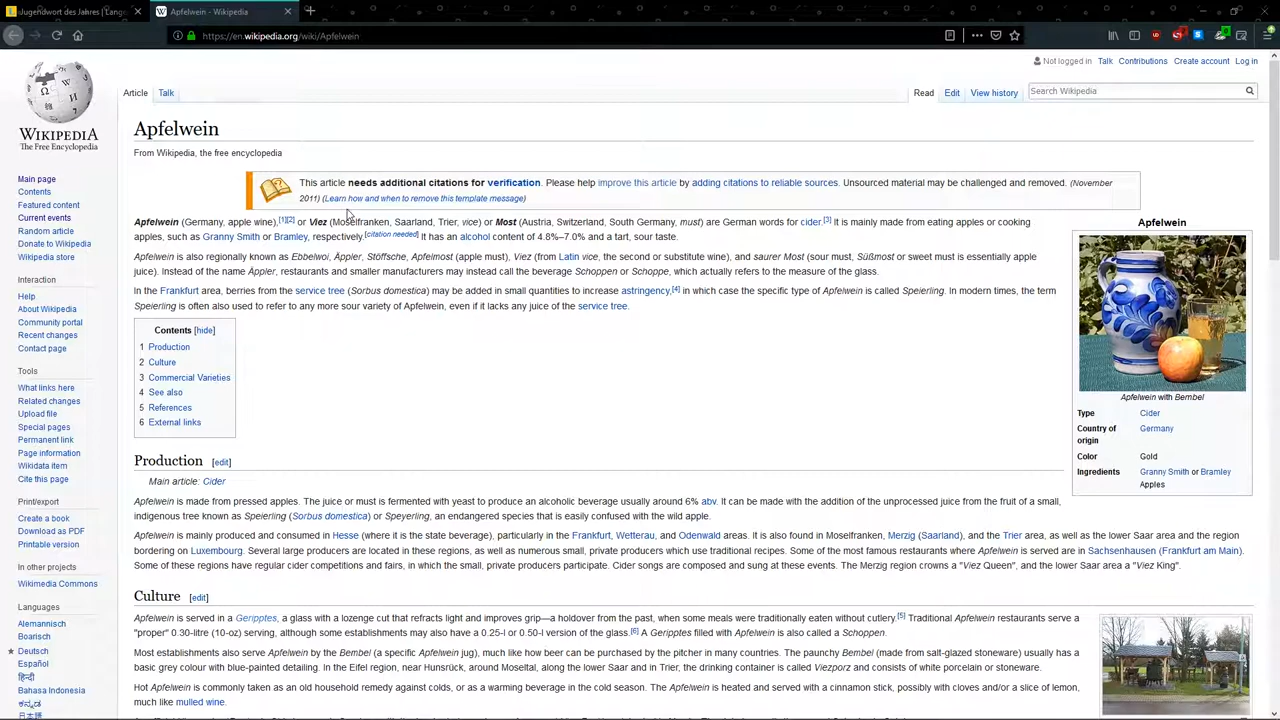 Jugendwort des Jahres | Lang
Apfelwein - Wikipedia
https://en.wikipedia.org/wiki/Apfelwein
Not logged in Talk Contributions Create account Log in
Article Talk Read Edit View history Search Wikipedia
WIKIPEDIA
The Free Encyclopedia
Main page
Contents
Featured content
Current events
Random article
Donate to Wikipedia
Wikipedia store
Interaction
Help
About Wikipedia
Community portal
Recent changes
Contact page
Tools
What links here
Related changes
Upload file
Special pages
Permanent link
Page information
Wikidata item
Cite this page
Print/export
Create a book
Download as PDF
Printable version
In other projects
Wikimedia Commons
Languages
Alemannisch
Boarisch
Deutsch
Español
हिन्दी
Bahasa Indonesia
ಕನ್ನಡ
日本語
Apfelwein
From Wikipedia, the free encyclopedia
This article needs additional citations for verification. Please help improve this article by adding citations to reliable sources. Unsourced material may be challenged and removed. (November
2011) (Learn how and when to remove this template message)
Apfelwein (Germany, apple wine),[1][2] or Viez (Moselfranken, Saarland, Trier, vice) or Most (Austria, Switzerland, South Germany, must) are German words for cider.[3] It is mainly made from eating apples or cooking
apples, such as Granny Smith or Bramley, respectively.[citation needed] It has an alcohol content of 4.8%–7.0% and a tart, sour taste.
Apfelwein is also regionally known as Ebbelwoi, Äppler, Stöffsche, Apfelmost (apple must), Viez (from Latin vice, the second or substitute wine), and saurer Most (sour must, Süßmost or sweet must is essentially apple
juice). Instead of the name Äppler, restaurants and smaller manufacturers may instead call the beverage Schoppen or Schoppe, which actually refers to the measure of the glass.
In the Frankfurt area, berries from the service tree (Sorbus domestica) may be added in small quantities to increase astringency,[4] in which case the specific type of Apfelwein is called Speierling. In modern times, the term
Speierling is often also used to refer to any more sour variety of Apfelwein, even if it lacks any juice of the service tree.
Contents [hide]
1 Production
2 Culture
3 Commercial Varieties
4 See also
5 References
6 External links
Apfelwein
Apfelwein with Bembel
Type Cider
Country of Germany
origin
Color Gold
Ingredients Granny Smith or Bramley
Apples
Production [edit]
Main article: Cider
Apfelwein is made from pressed apples. The juice or must is fermented with yeast to produce an alcoholic beverage usually around 6% abv. It can be made with the addition of the unprocessed juice from the fruit of a small,
indigenous tree known as Speierling (Sorbus domestica) or Speyerling, an endangered species that is easily confused with the wild apple.
Apfelwein is mainly produced and consumed in Hesse (where it is the state beverage), particularly in the Frankfurt, Wetterau, and Odenwald areas. It is also found in Moselfranken, Merzig (Saarland), and the Trier area, as well as the lower Saar area and the region
bordering on Luxembourg. Several large producers are located in these regions, as well as numerous small, private producers which use traditional recipes. Some of the most famous restaurants where Apfelwein is served are in Sachsenhausen (Frankfurt am Main).
Some of these regions have regular cider competitions and fairs, in which the small, private producers participate. Cider songs are composed and sung at these events. The Merzig region crowns a "Viez Queen", and the lower Saar area a "Viez King".
Culture [edit]
Apfelwein is served in a Geripptes, a glass with a lozenge cut that refracts light and improves grip—a holdover from the past, when some meals were traditionally eaten without cutlery.[5] Traditional Apfelwein restaurants serve a
"proper" 0.30-litre (10-oz) serving, although some establishments may also have a 0.25-l or 0.50-l version of the glass.[6] A Geripptes filled with Apfelwein is also called a Schoppen.
Most establishments also serve Apfelwein by the Bembel (a specific Apfelwein jug), much like how beer can be purchased by the pitcher in many countries. The paunchy Bembel (made from salt-glazed stoneware) usually has a
basic grey colour with blue-painted detailing. In the Eifel region, near Hunsrück, around Moseltal, along the lower Saar and in Trier, the drinking container is called Viezporz and consists of white porcelain or stoneware.
Hot Apfelwein is commonly taken as an old household remedy against colds, or as a warming beverage in the cold season. The Apfelwein is heated and served with a cinnamon stick, possibly with cloves and/or a slice of lemon,
much like mulled wine.